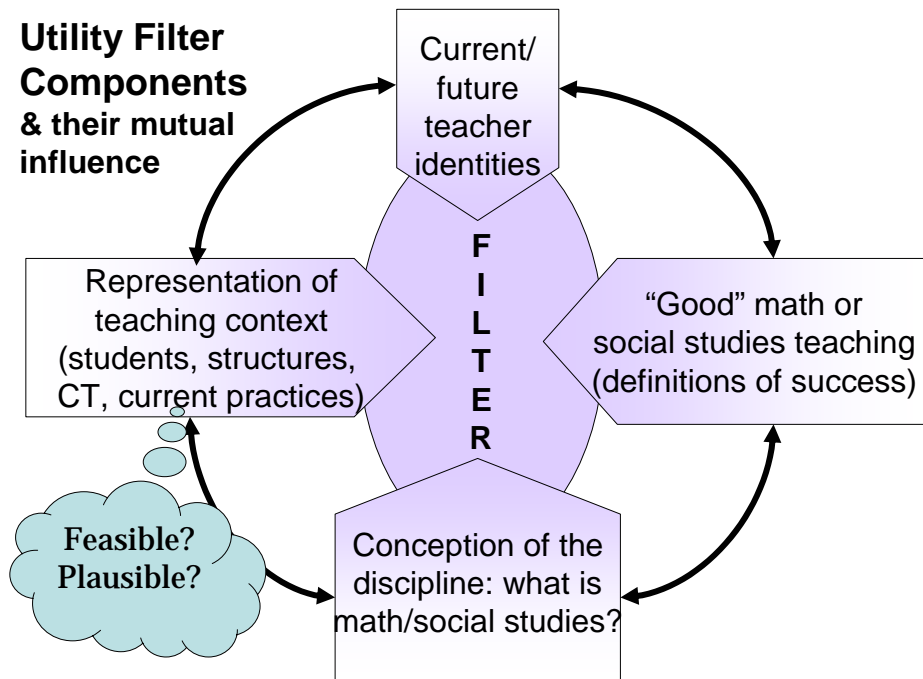 Utility Filter
Components
& their mutual
influence
Current/
future
teacher
identities
Representation of
teaching context
(students, structures,
CT, current practices)
F
I
L
T
E
R
“Good” math or
social studies teaching
(definitions of success)
Feasible?
Plausible?
Conception of the
discipline: what is
math/social studies?